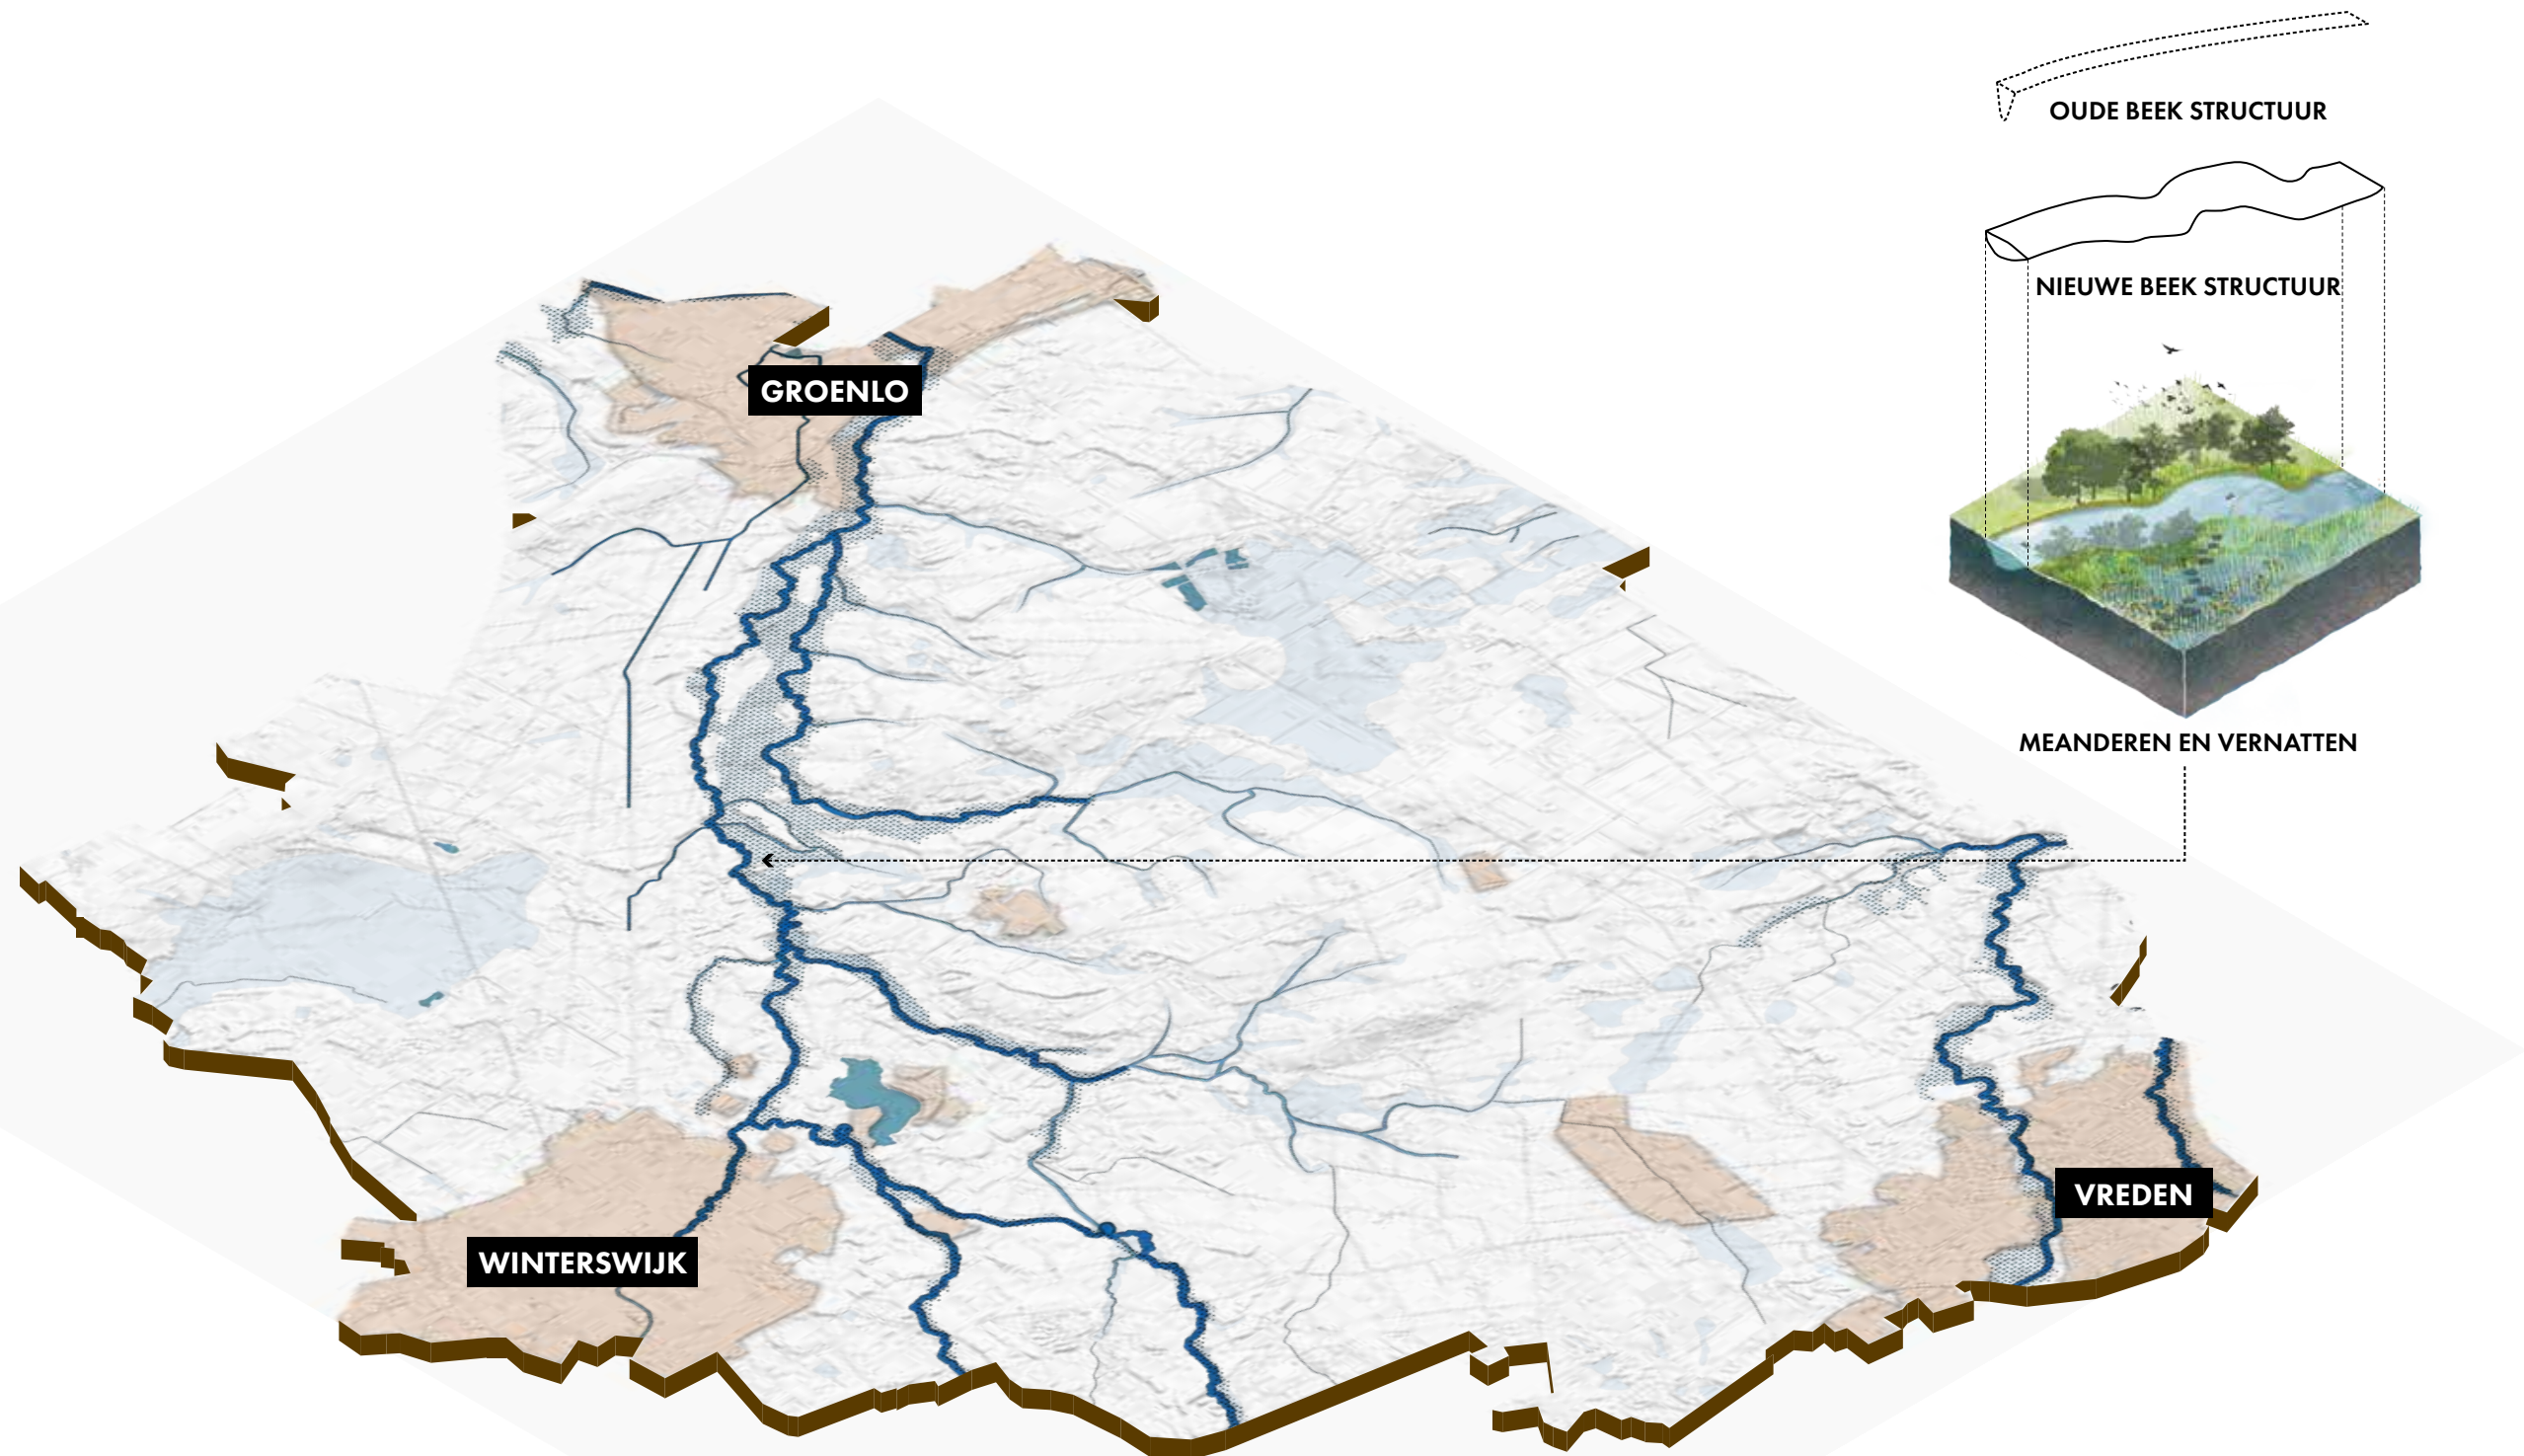 OUDE BEEK STRUCTUUR
NIEUWE BEEK STRUCTUUR
GROENLO
MEANDEREN EN VERNATTEN
VREDEN
WINTERSWIJK